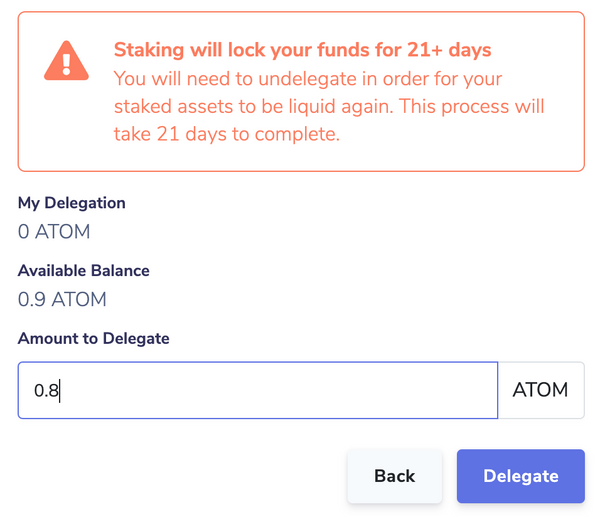 Staking will lock your funds for 21+ days
You will need to undelegate in order for your
staked assets to be liquid again. This process will
take 21 days to complete.
My Delegation
0 ATOM
Available Balance
0.9 ATOM
Amount to Delegate
0.8 ATOM
Back Delegate